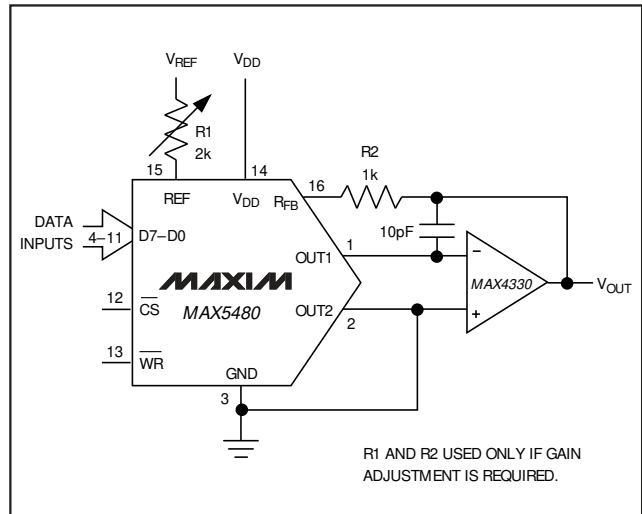 VREF VDD
R1
2k
15 14
REF VDD
16
RFB
R2
1k
10pF
DATA
INPUTS
4–11
D7–D0
OUT1
1
MAXIM
MAX5480
12
CS
OUT2
2
13
WR
GND
3
−
+
MAX4330
VOUT
R1 AND R2 USED ONLY IF GAIN
ADJUSTMENT IS REQUIRED.